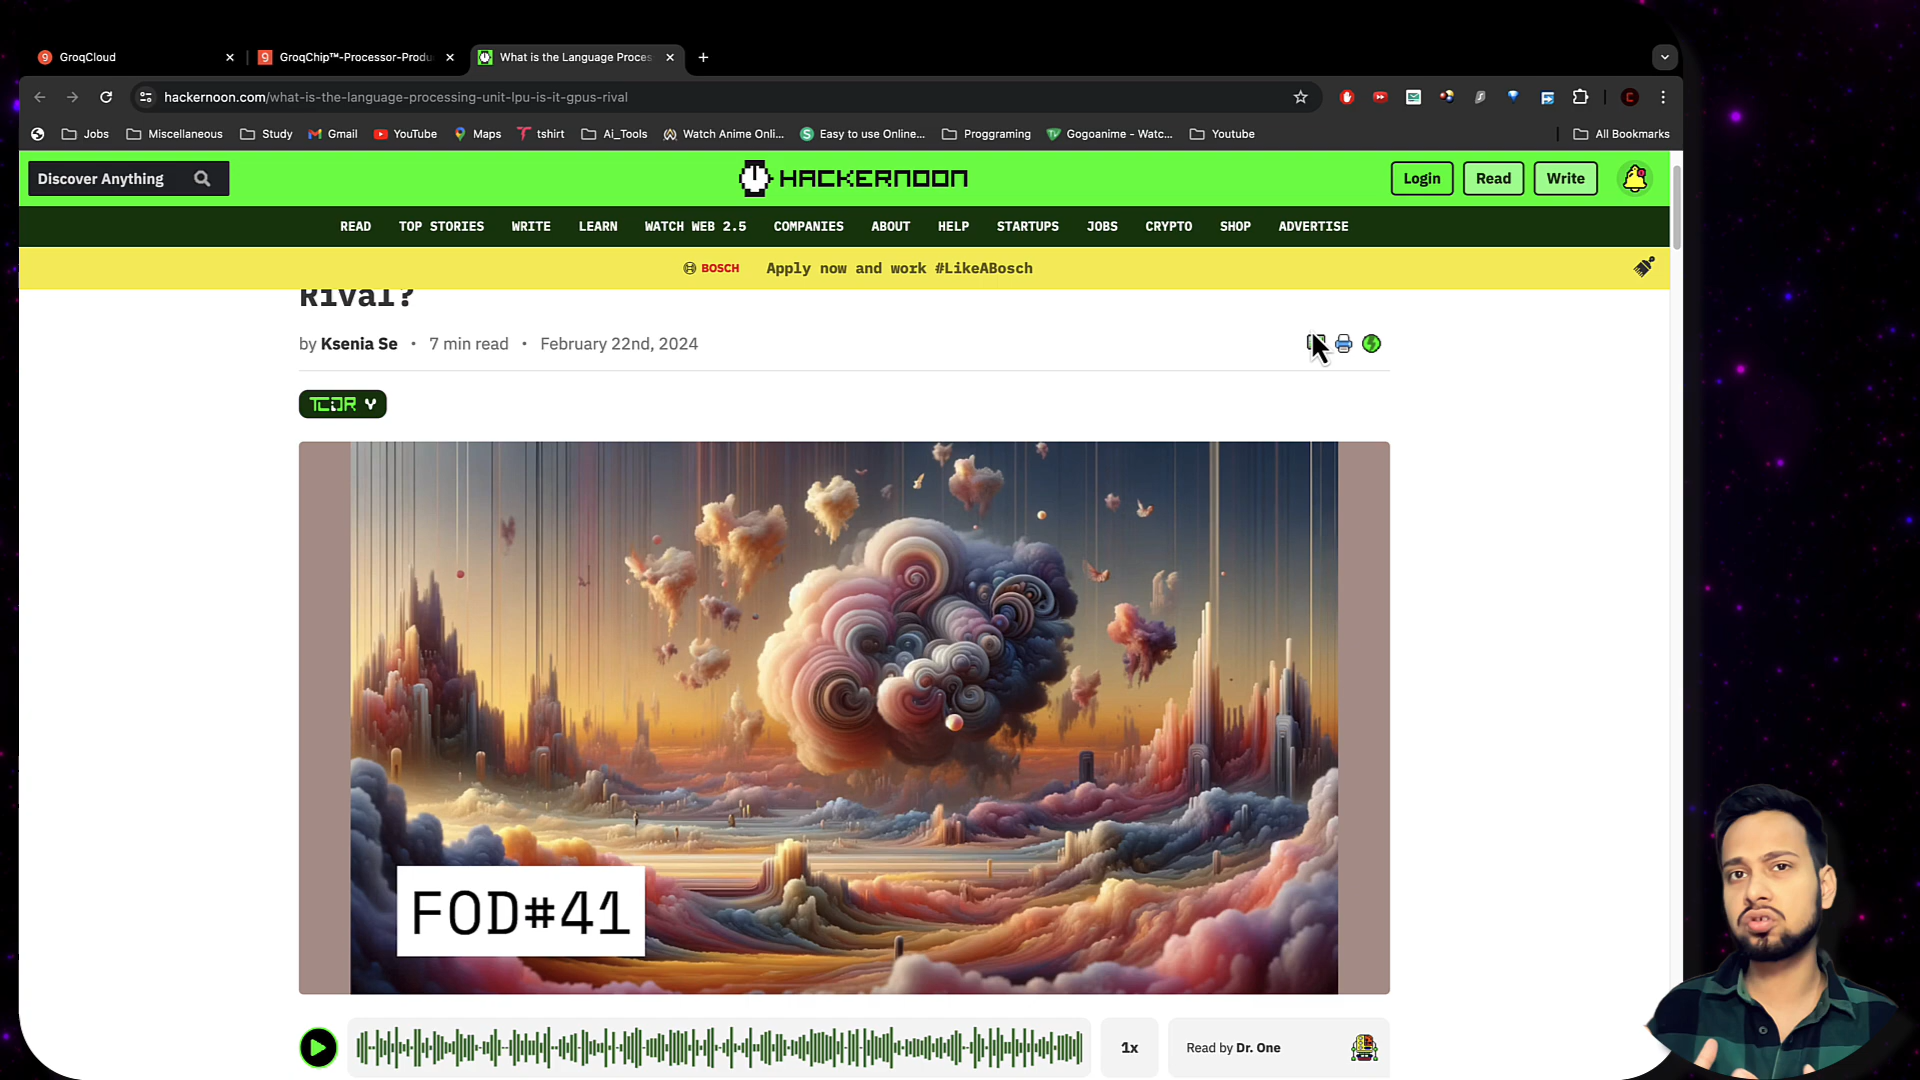 GroqCloud
GroqChip™-Processor-Produ
What is the Language Proces
hackernoon.com/what-is-the-language-processing-unit-lpu-is-it-gpus-rival
Jobs
Miscellaneous
Study
Gmail
YouTube
Maps
tshirt
Ai_Tools
Watch Anime Onli...
Easy to use Online...
Proggraming
Gogoanime - Watc...
Youtube
All Bookmarks
Discover Anything
HACKERNOON
Login
Read
Write
READ
TOP STORIES
WRITE
LEARN
WATCH WEB 2.5
COMPANIES
ABOUT
HELP
STARTUPS
JOBS
CRYPTO
SHOP
ADVERTISE
BOSCH
Apply now and work #LikeABosch
Rival?
by Ksenia Se • 7 min read • February 22nd, 2024
TL;DR
FOD#41
1x
Read by Dr. One